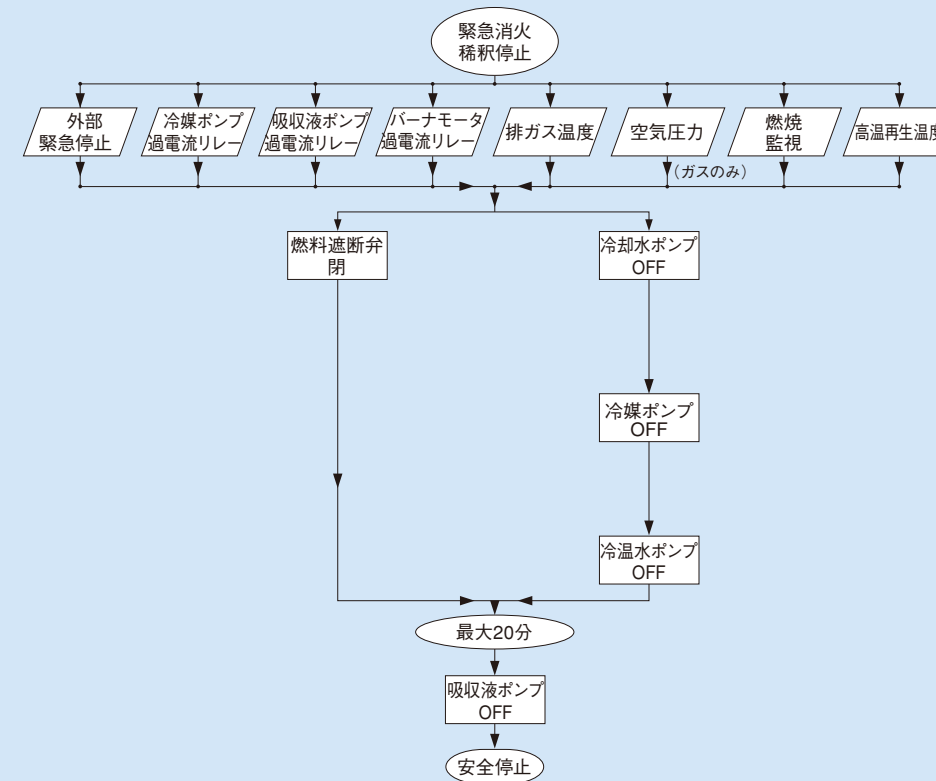 緊急消火
稀釈停止
外部
緊急停止
冷媒ポンプ
過電流リレー
吸収液ポンプ
過電流リレー
バーナモータ
過電流リレー
排ガス温度
空気圧力
燃焼
監視
高温再生温度
(ガスのみ)
燃料遮断弁
閉
冷却水ポンプ
OFF
冷媒ポンプ
OFF
冷温水ポンプ
OFF
最大20分
吸収液ポンプ
OFF
安全停止